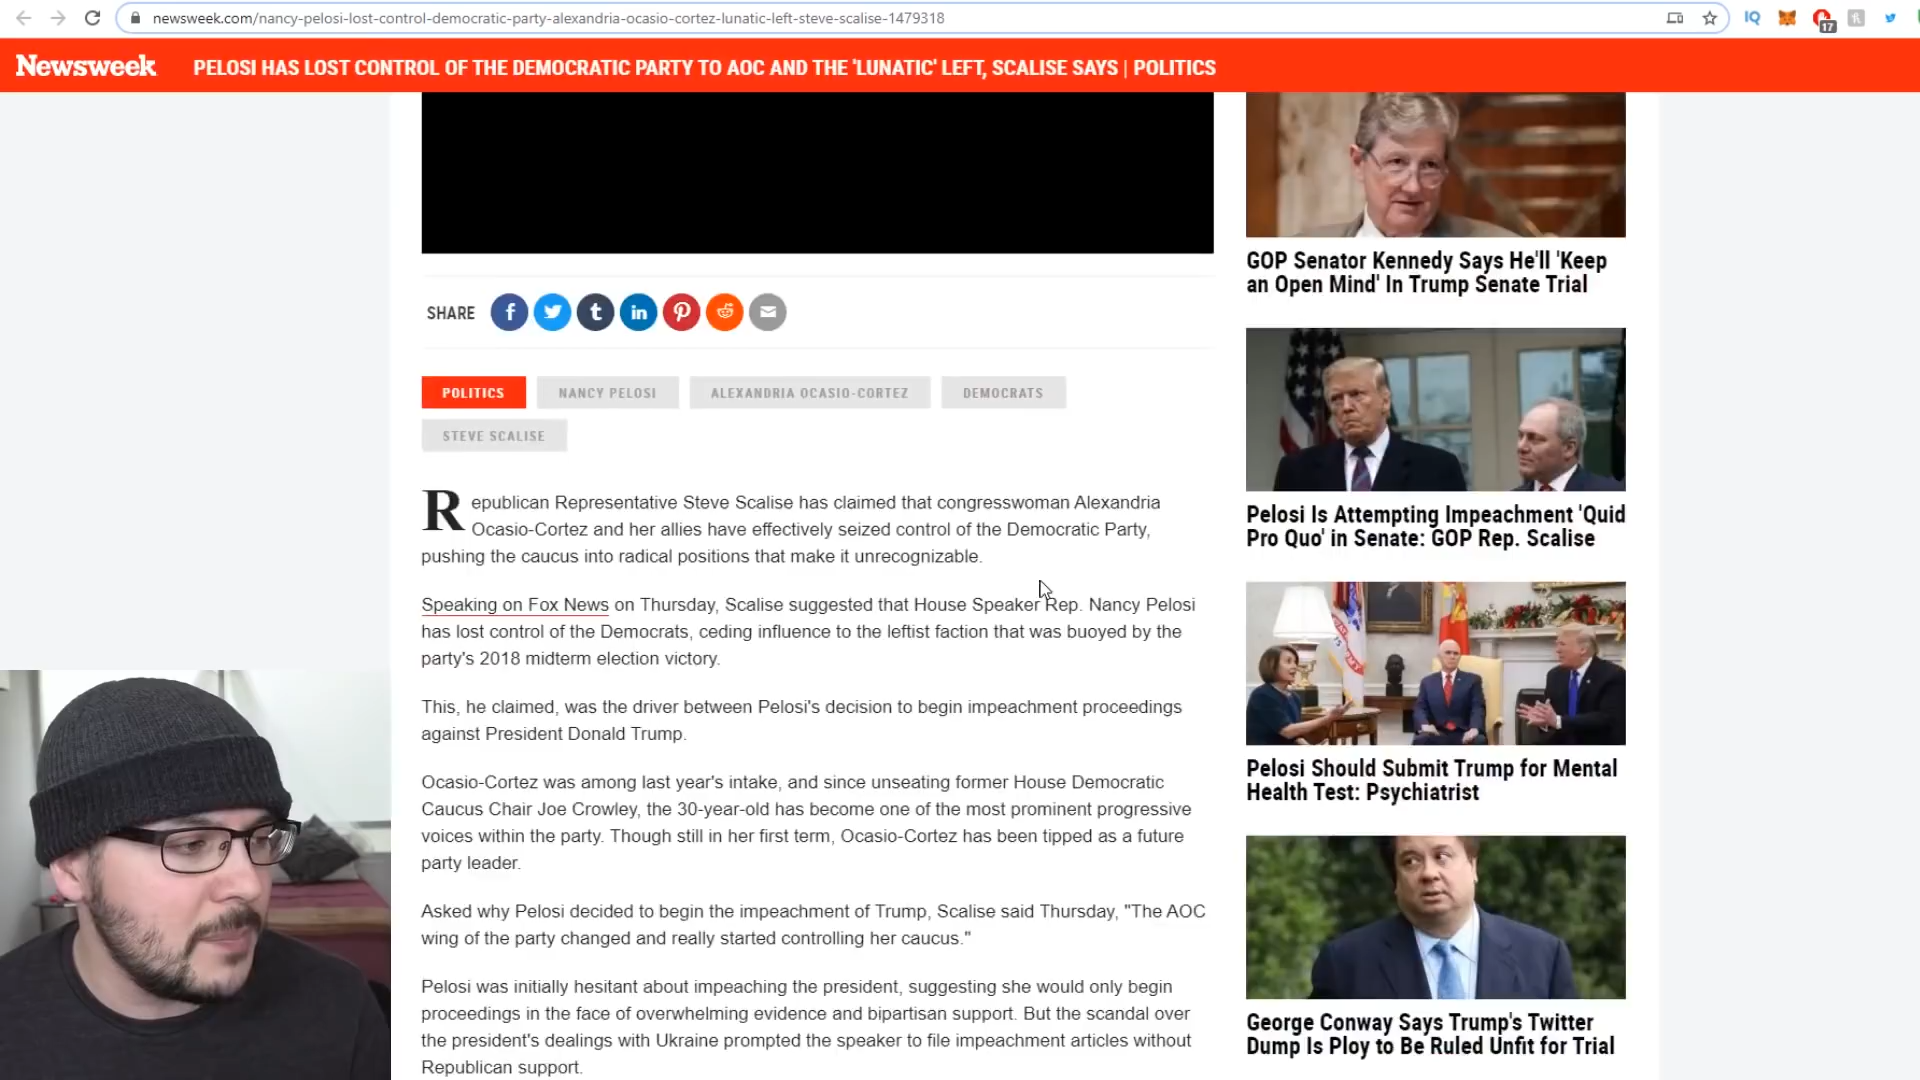 newsweek.com/nancy-pelosi-lost-control-democratic-party-alexandria-ocasio-cortez-lunatic-left-steve-scalise-1479318
IQ
17
Newsweek
PELOSI HAS LOST CONTROL OF THE DEMOCRATIC PARTY TO AOC AND THE 'LUNATIC' LEFT, SCALISE SAYS | POLITICS
SHARE
POLITICS
NANCY PELOSI
ALEXANDRIA OCASIO-CORTEZ
DEMOCRATS
STEVE SCALISE
Republican Representative Steve Scalise has claimed that congresswoman Alexandria
Ocasio-Cortez and her allies have effectively seized control of the Democratic Party,
pushing the caucus into radical positions that make it unrecognizable.
Speaking on Fox News on Thursday, Scalise suggested that House Speaker Rep. Nancy Pelosi
has lost control of the Democrats, ceding influence to the leftist faction that was buoyed by the
party's 2018 midterm election victory.
This, he claimed, was the driver between Pelosi's decision to begin impeachment proceedings
against President Donald Trump.
Ocasio-Cortez was among last year's intake, and since unseating former House Democratic
Caucus Chair Joe Crowley, the 30-year-old has become one of the most prominent progressive
voices within the party. Though still in her first term, Ocasio-Cortez has been tipped as a future
party leader.
Asked why Pelosi decided to begin the impeachment of Trump, Scalise said Thursday, "The AOC
wing of the party changed and really started controlling her caucus."
Pelosi was initially hesitant about impeaching the president, suggesting she would only begin
proceedings in the face of overwhelming evidence and bipartisan support. But the scandal over
the president's dealings with Ukraine prompted the speaker to file impeachment articles without
Republican support.
GOP Senator Kennedy Says He'll 'Keep
an Open Mind' In Trump Senate Trial
Pelosi Is Attempting Impeachment 'Quid
Pro Quo' in Senate: GOP Rep. Scalise
Pelosi Should Submit Trump for Mental
Health Test: Psychiatrist
George Conway Says Trump's Twitter
Dump Is Ploy to Be Ruled Unfit for Trial